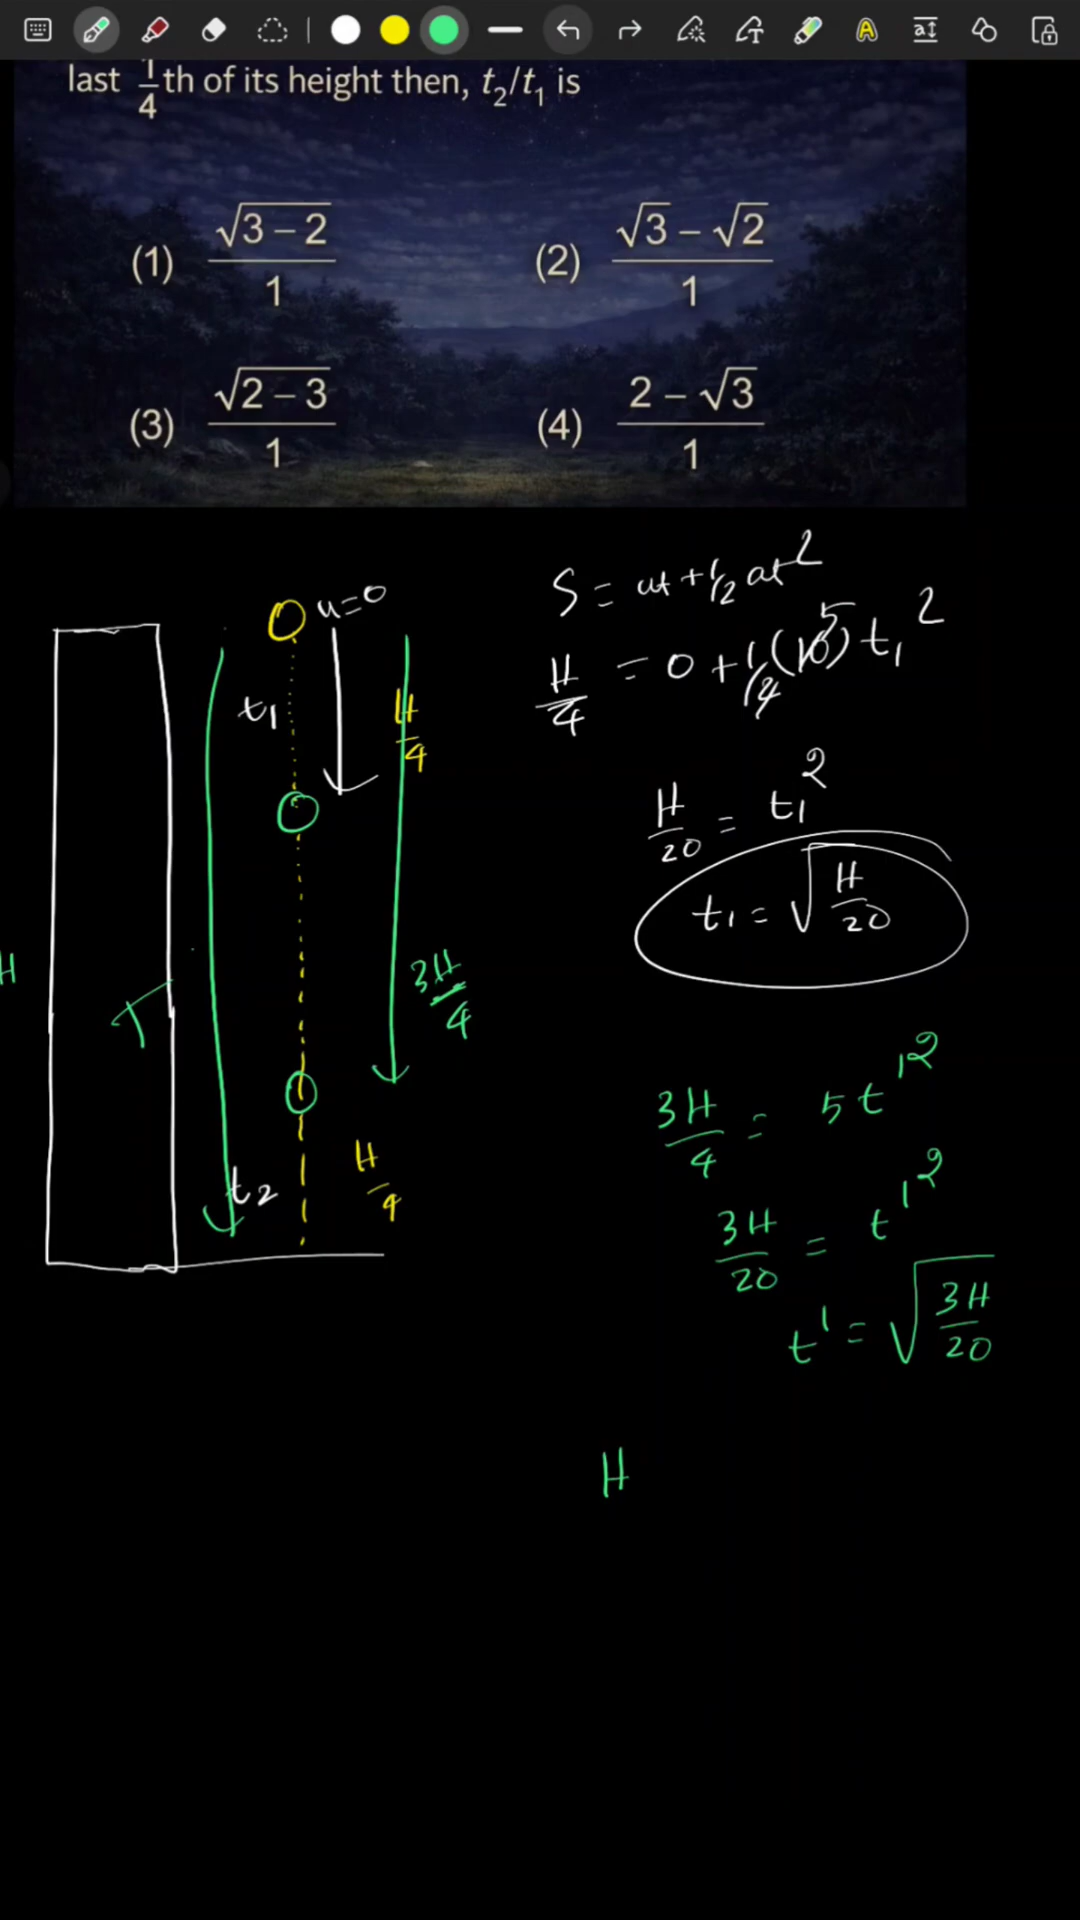 last 1/4 th of its height then, t₂/t₁ is
(1) √(3 – 2) / 1
(2) (√3 – √2) / 1
(3) √(2 – 3) / 1
(4) (2 – √3) / 1
u=0
t₁
H/4
H
T
3H/4
t₂
H/4
S = ut + 1/2 at²
H/4 = 0 + 1/2 (10) 5 t₁²
H/20 = t₁²
t₁ = √(H/20)
3H/4 = 5 t'²
3H/20 = t'²
t' = √(3H/20)
H